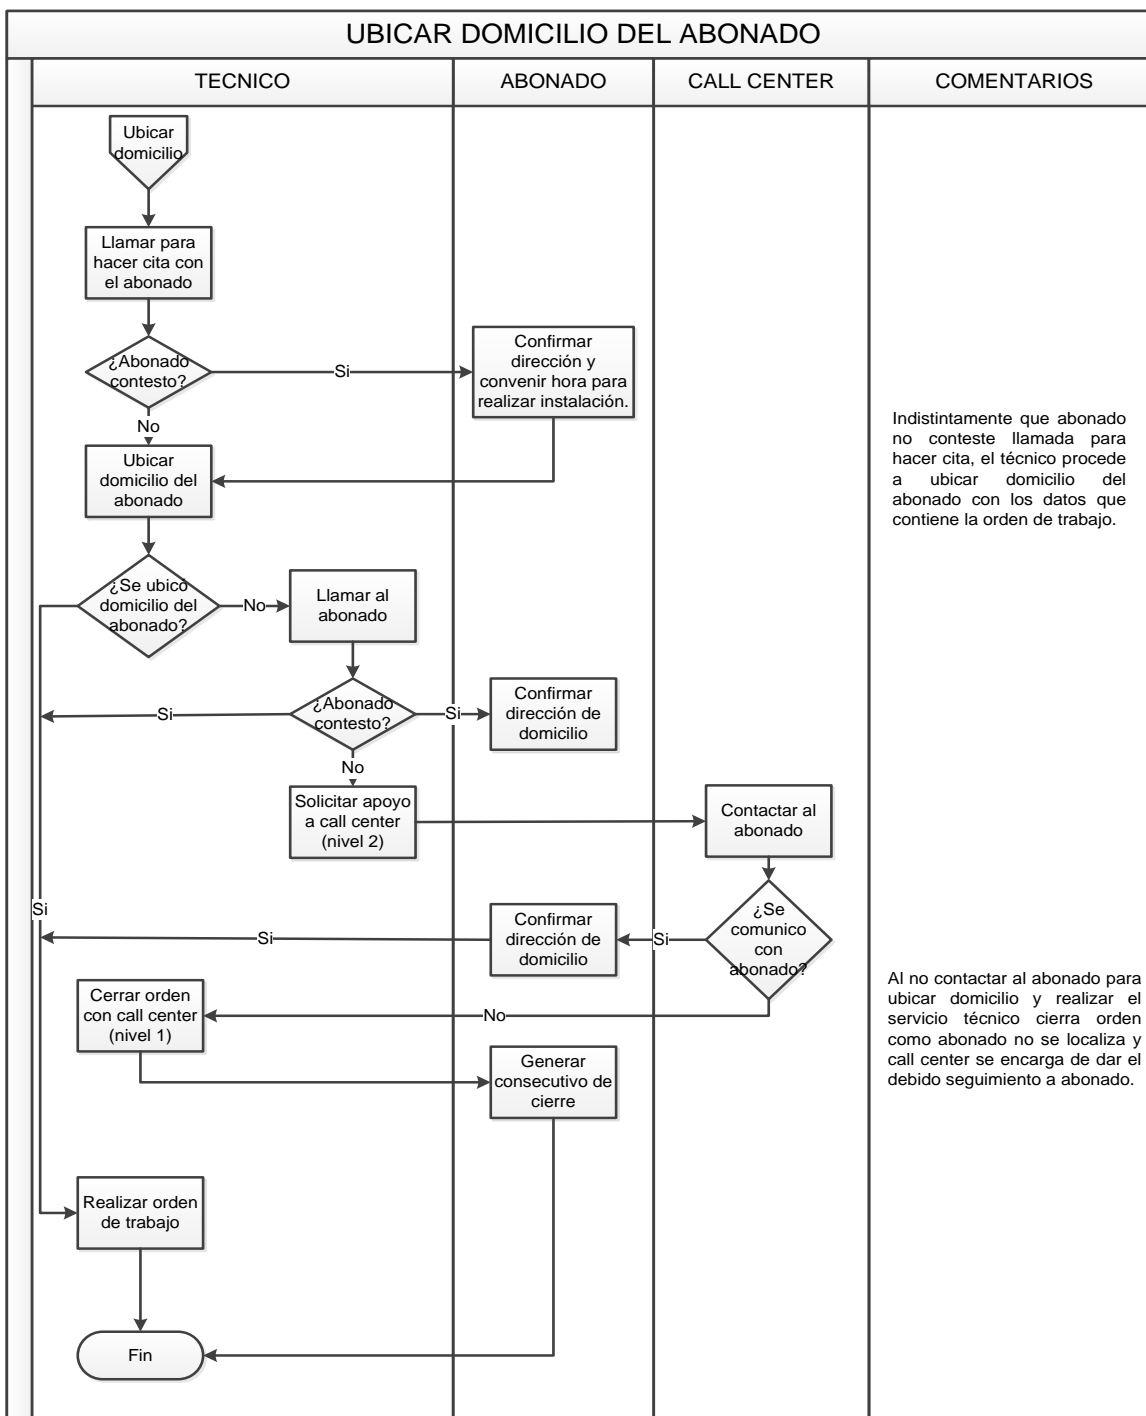 UBICAR DOMICILIO DEL ABONADO
TECNICO
ABONADO
CALL CENTER
COMENTARIOS
Ubicar
domicilio
Llamar para
hacer cita con
el abonado
¿Abonado
contesto?
Si
Confirmar
dirección y
convenir hora para
realizar instalación.
No
Ubicar
domicilio del
abonado
Indistintamente que abonado
no conteste llamada para
hacer cita, el técnico procede
a ubicar domicilio del
abonado con los datos que
contiene la orden de trabajo.
¿Se ubicó
domicilio del
abonado?
No
Llamar al
abonado
Si
¿Abonado
contesto?
Si
Confirmar
dirección de
domicilio
No
Solicitar apoyo
a call center
(nivel 2)
Contactar al
abonado
Si
¿Se
comunico
con
abonado?
Si
Confirmar
dirección de
domicilio
Si
No
Cerrar orden
con call center
(nivel 1)
Al no contactar al abonado para
ubicar domicilio y realizar el
servicio técnico cierra orden
como abonado no se localiza y
call center se encarga de dar el
debido seguimiento a abonado.
Generar
consecutivo de
cierre
Realizar orden
de trabajo
Fin